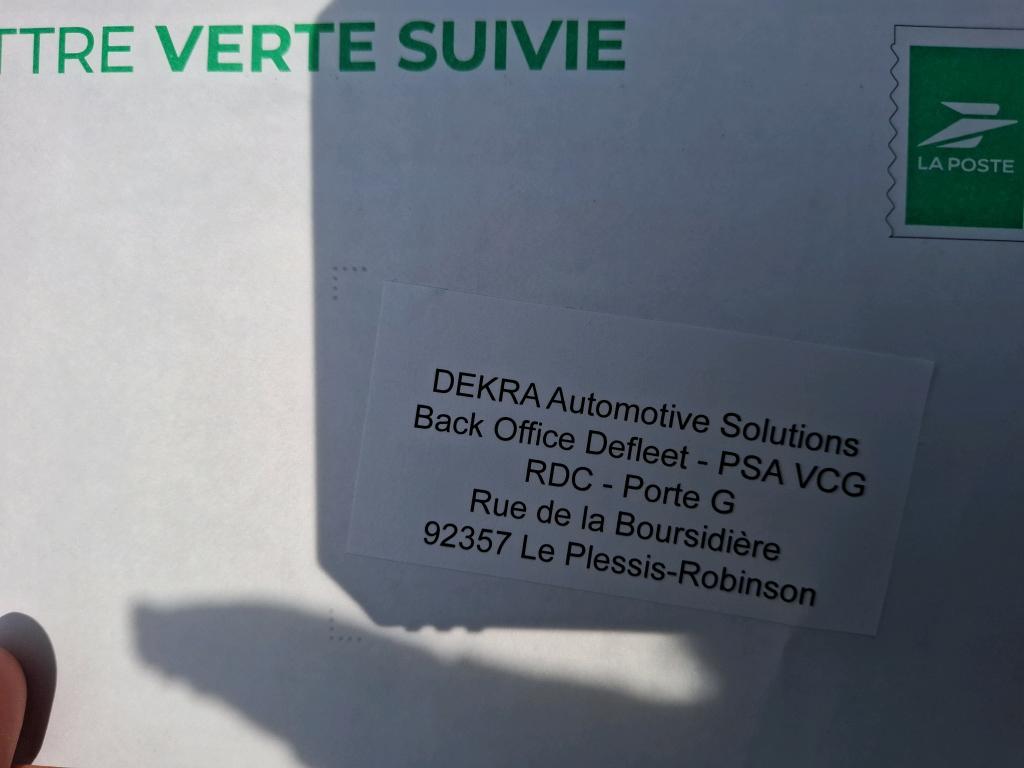 TTRE VERTE SUIVIE
LA POSTE
DEKRA Automotive Solutions
Back Office Defleet - PSA VCG
RDC - Porte G
Rue de la Boursidière
92357 Le Plessis-Robinson